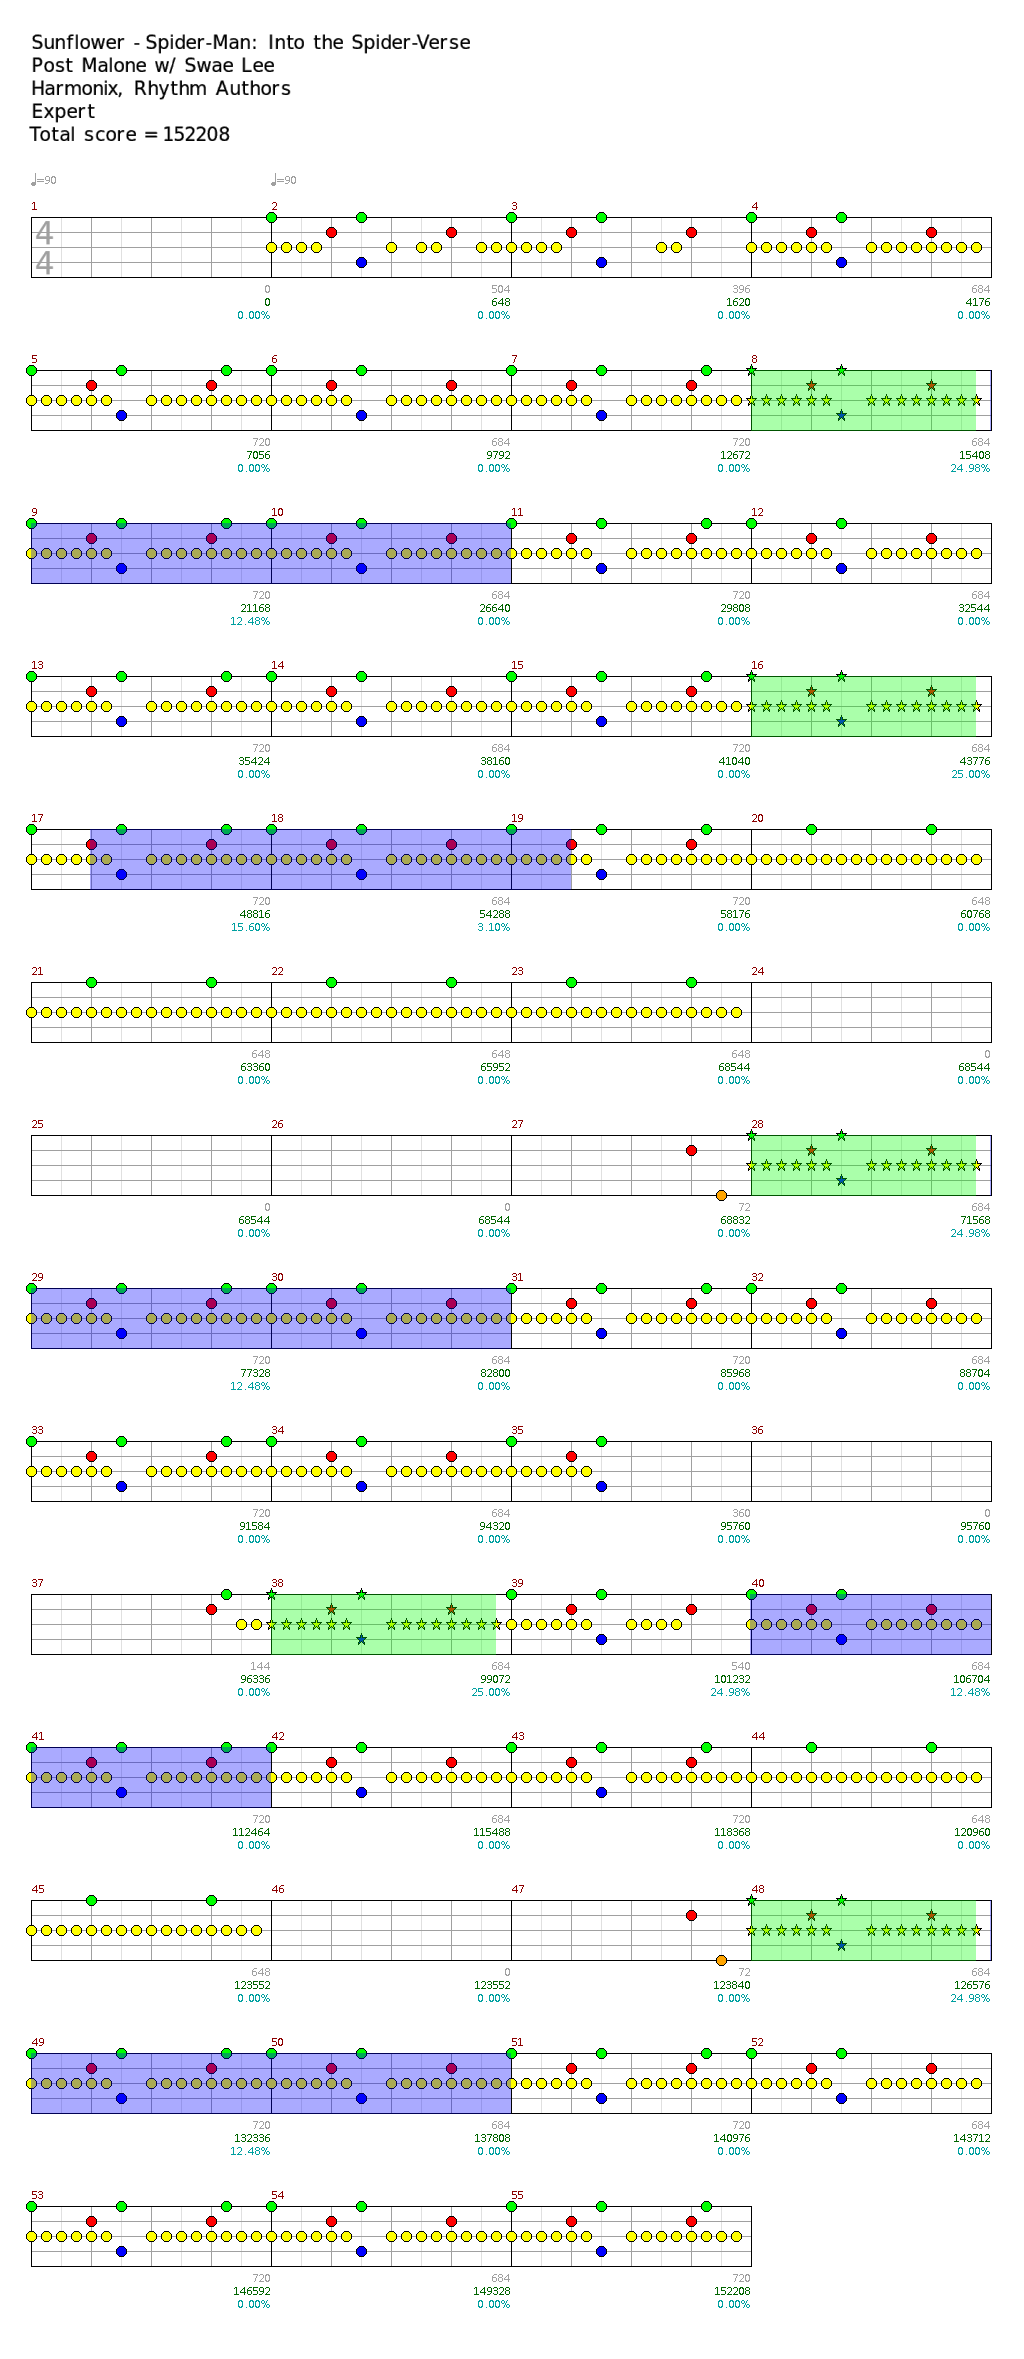 Sunflower - Spider-Man: Into the Spider-Verse
Post Malone w/ Swae Lee
Harmonix, Rhythm Authors
Expert
Total score = 152208
♩=90 ♩=90
1 2 3 4
4
4
0 504 396 684
0 648 1620 4176
0.00% 0.00% 0.00% 0.00%
5 6 7 8
720 684 720 684
7056 9792 12672 15408
0.00% 0.00% 0.00% 24.98%
9 10 11 12
720 684 720 684
21168 26640 29808 32544
12.48% 0.00% 0.00% 0.00%
13 14 15 16
720 684 720 684
35424 38160 41040 43776
0.00% 0.00% 0.00% 25.00%
17 18 19 20
720 684 720 648
48816 54288 58176 60768
15.60% 3.10% 0.00% 0.00%
21 22 23 24
648 648 648 0
63360 65952 68544 68544
0.00% 0.00% 0.00% 0.00%
25 26 27 28
0 0 72 684
68544 68544 68832 71568
0.00% 0.00% 0.00% 24.98%
29 30 31 32
720 684 720 684
77328 82800 85968 88704
12.48% 0.00% 0.00% 0.00%
33 34 35 36
720 684 360 0
91584 94320 95760 95760
0.00% 0.00% 0.00% 0.00%
37 38 39 40
144 684 540 684
96336 99072 101232 106704
0.00% 25.00% 24.98% 12.48%
41 42 43 44
720 684 720 648
112464 115488 118368 120960
0.00% 0.00% 0.00% 0.00%
45 46 47 48
648 0 72 684
123552 123552 123840 126576
0.00% 0.00% 0.00% 24.98%
49 50 51 52
720 684 720 684
132336 137808 140976 143712
12.48% 0.00% 0.00% 0.00%
53 54 55
720 684 720
146592 149328 152208
0.00% 0.00% 0.00%